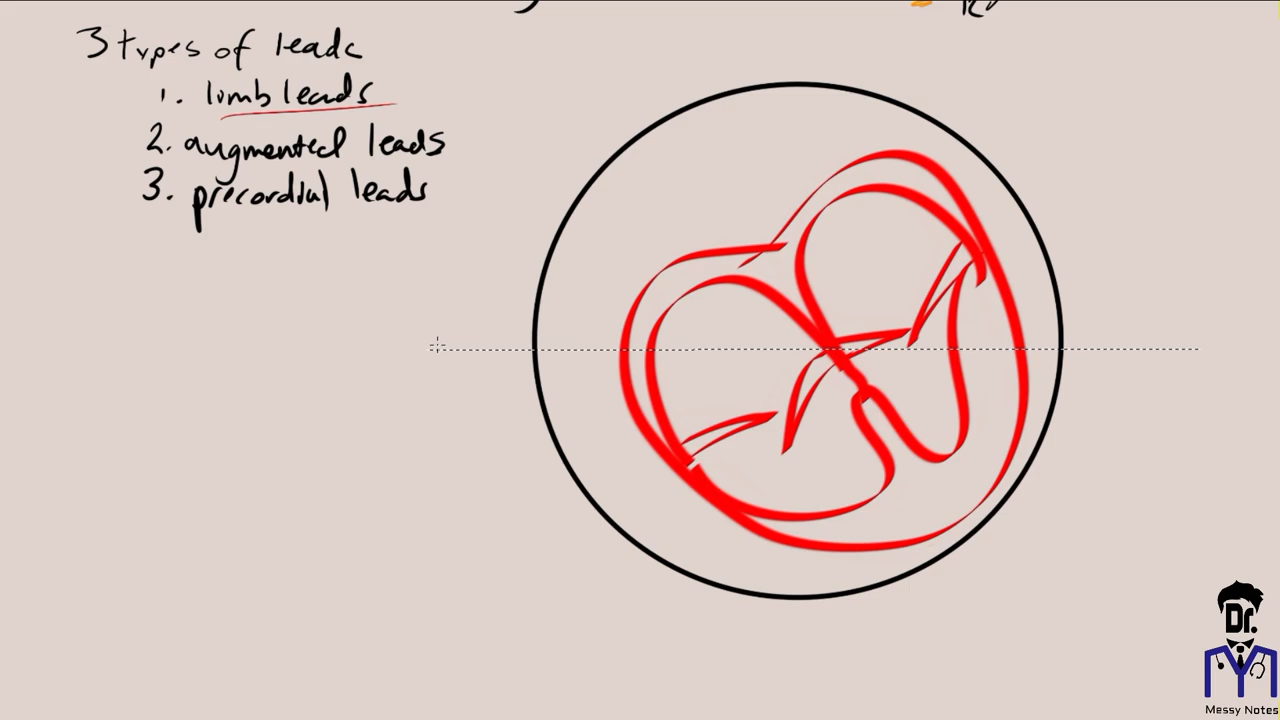 3 types of leads
1. limb leads
2. augmented leads
3. precordial leads
Dr.
Messy Notes